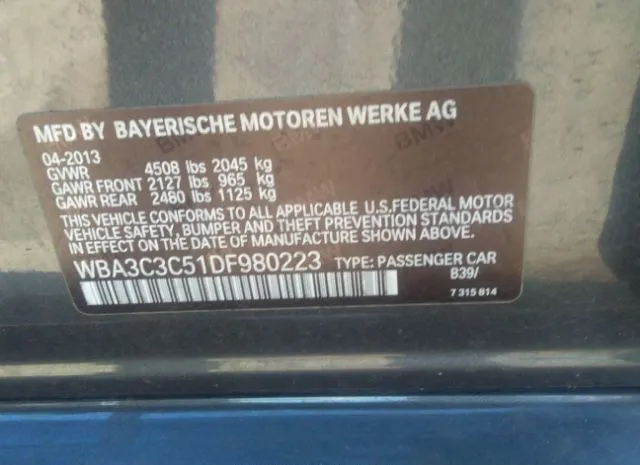 MFD BY BAYERISCHE MOTOREN WERKE AG
04-2013
GVWR 4508 lbs 2045 kg
GAWR FRONT 2127 lbs 965 kg
GAWR REAR 2480 lbs 1125 kg
THIS VEHICLE CONFORMS TO ALL APPLICABLE U.S.FEDERAL MOTOR
VEHICLE SAFETY, BUMPER AND THEFT PREVENTION STANDARDS
IN EFFECT ON THE DATE OF MANUFACTURE SHOWN ABOVE.
WBA3C3C51DF980223 TYPE: PASSENGER CAR
B39/
7 315 814